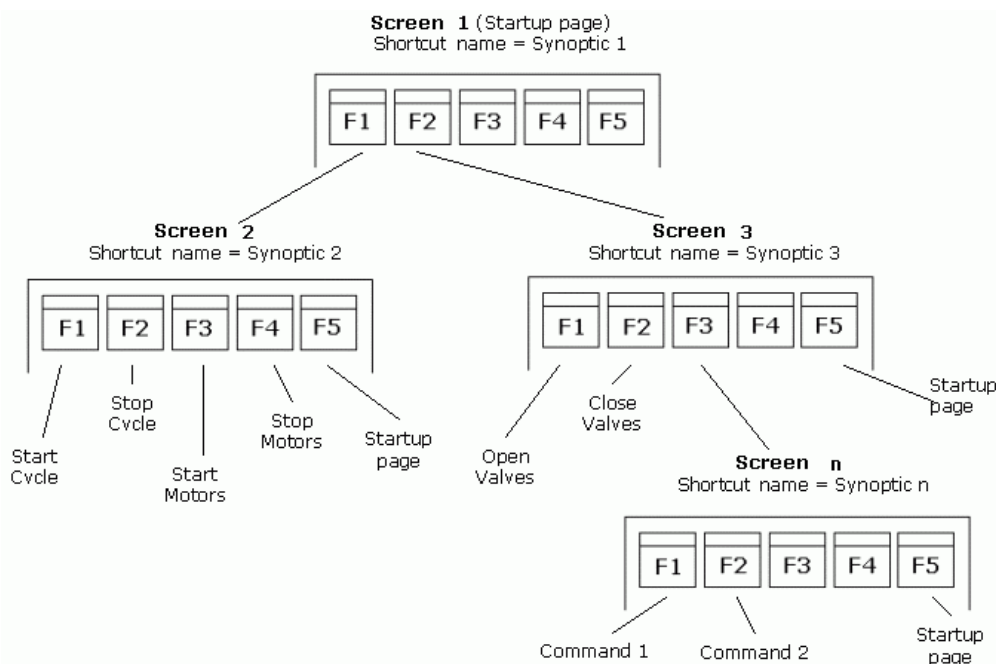 Screen 1 (Startup page)
Shortcut name = Synoptic 1
F1 F2 F3 F4 F5
Screen 2
Shortcut name = Synoptic 2
F1 F2 F3 F4 F5
Start
Cycle
Stop
Cycle
Start
Motors
Stop
Motors
Startup
page
Screen 3
Shortcut name = Synoptic 3
F1 F2 F3 F4 F5
Open
Valves
Close
Valves
Startup
page
Screen n
Shortcut name = Synoptic n
F1 F2 F3 F4 F5
Command 1
Command 2
Startup
page